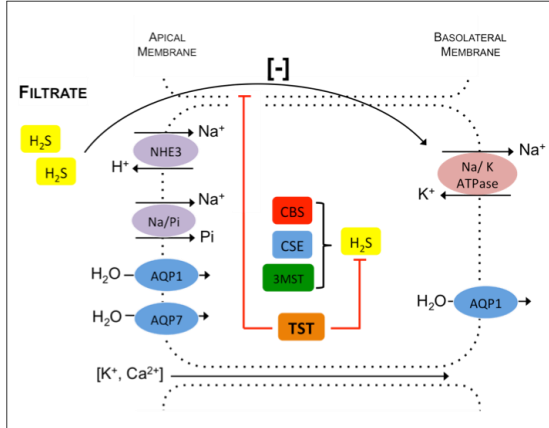 APICAL
MEMBRANE
BASOLATERAL
MEMBRANE
[-]
FILTRATE
H₂S
H₂S
Na⁺
NHE3
H⁺
Na⁺
Na/Pi
Pi
H₂O
AQP1
H₂O
AQP7
CBS
CSE
3MST
H₂S
TST
Na⁺
Na/ K
ATPase
K⁺
H₂O
AQP1
[K⁺, Ca²⁺]